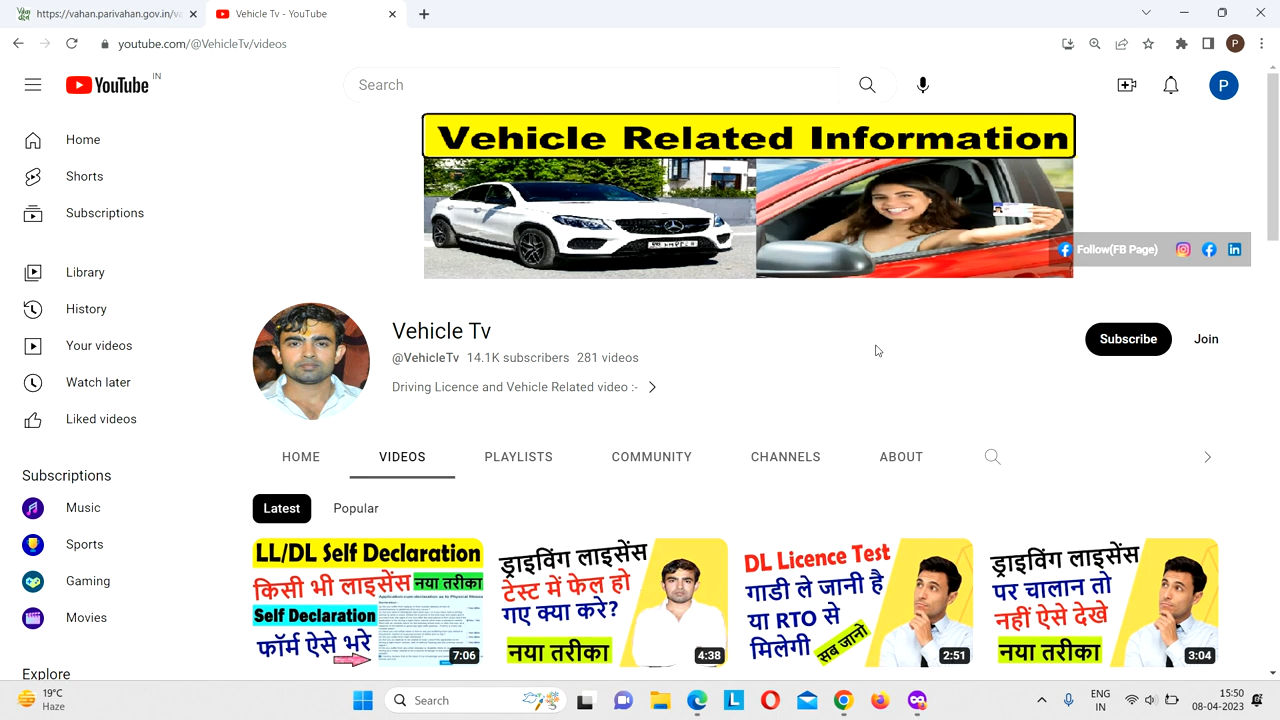 https://vahan.parivahan.gov.in/va
Vehicle Tv - YouTube
youtube.com/@VehicleTv/videos
P
YouTube IN
Search
P
Home
Shorts
Subscriptions
Library
History
Your videos
Watch later
Liked videos
Subscriptions
Music
Sports
Gaming
Movies
Explore
Vehicle Related Information
Follow(FB Page)
Vehicle Tv
@VehicleTv 14.1K subscribers 281 videos
Driving Licence and Vehicle Related video :-
Subscribe
Join
HOME VIDEOS PLAYLISTS COMMUNITY CHANNELS ABOUT
Latest Popular
LL/DL Self Declaration
किसी भी लाइसेंस नया तरीका
Self Declaration
फॉर्म ऐसे भरें
7:06
ड्राइविंग लाइसेंस
टेस्ट में फेल हो
गए क्या करे?
नया तरीका
4:38
DL Licence Test
गाडी ले जानी है
या RTO से
मिलेगी सब जाने
2:51
ड्राइविंग लाइसेंस
पर चालान तो
नहीं ऐसे देखे
नया तरीका
3:04
19°C
Haze
Search
ENG
IN
15:50
08-04-2023